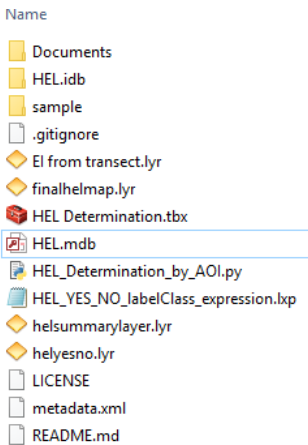 Name
Documents
HEL.idb
sample
.gitignore
EI from transect.lyr
finalhelmap.lyr
HEL Determination.tbx
HEL.mdb
HEL_Determination_by_AOI.py
HEL_YES_NO_labelClass_expression.lxp
helsummarylayer.lyr
helyesno.lyr
LICENSE
metadata.xml
README.md